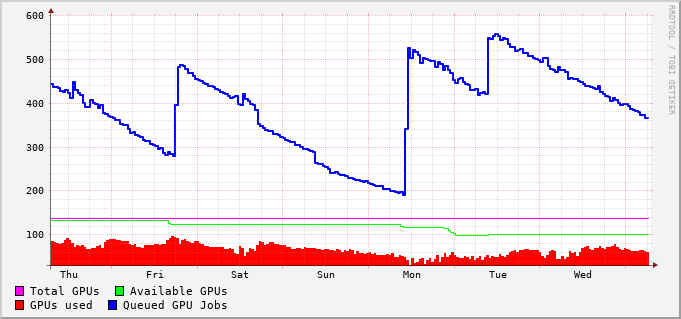 600
500
400
300
200
100
Thu Fri Sat Sun Mon Tue Wed
Total GPUs Available GPUs
GPUs used Queued GPU Jobs
RRDTOOL / TOBI OETIKER